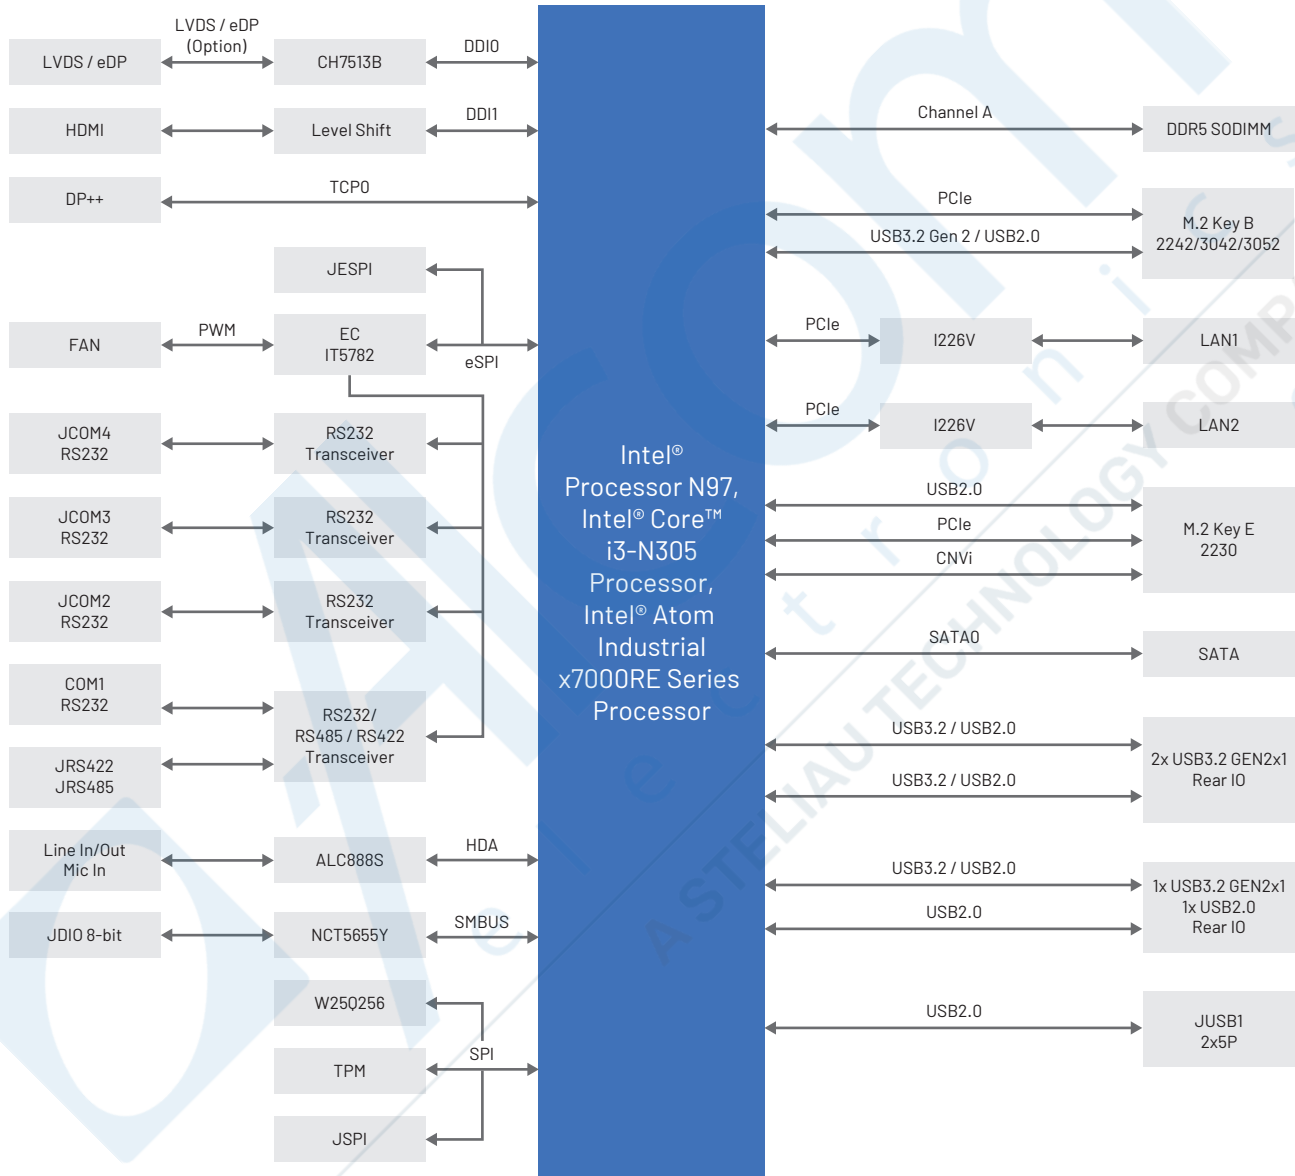 LVDS / eDP
(Option)
LVDS / eDP
CH7513B
DDI0
HDMI
Level Shift
DDI1
DP++
TCP0
JESPI
FAN
PWM
EC
IT5782
eSPI
JCOM4
RS232
RS232
Transceiver
JCOM3
RS232
RS232
Transceiver
JCOM2
RS232
RS232
Transceiver
COM1
RS232
JRS422
JRS485
RS232/
RS485 / RS422
Transceiver
Line In/Out
Mic In
ALC888S
HDA
JDIO 8-bit
NCT5655Y
SMBUS
W25Q256
SPI
TPM
JSPI
Intel®
Processor N97,
Intel® Core™
i3-N305
Processor,
Intel® Atom
Industrial
x7000RE Series
Processor
Channel A
DDR5 SODIMM
PCIe
USB3.2 Gen 2 / USB2.0
M.2 Key B
2242/3042/3052
PCIe
I226V
LAN1
PCIe
I226V
LAN2
USB2.0
PCIe
CNVi
M.2 Key E
2230
SATA0
SATA
USB3.2 / USB2.0
USB3.2 / USB2.0
2x USB3.2 GEN2x1
Rear IO
USB3.2 / USB2.0
USB2.0
1x USB3.2 GEN2x1
1x USB2.0
Rear IO
USB2.0
JUSB1
2x5P
ALCom
electronics
A STELIAU TECHNOLOGY COMP